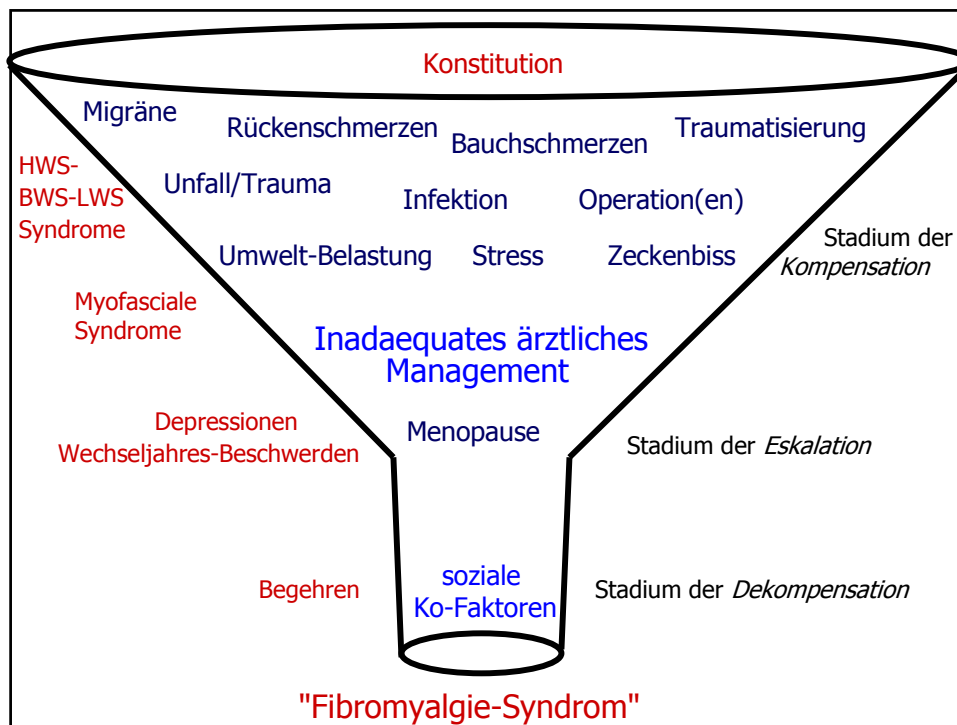 Konstitution
Migräne
Rückenschmerzen
Bauchschmerzen
Traumatisierung
HWS-
BWS-LWS
Syndrome
Unfall/Trauma
Infektion
Operation(en)
Umwelt-Belastung
Stress
Zeckenbiss
Stadium der
Kompensation
Myofasciale
Syndrome
Inadaequates ärztliches
Management
Depressionen
Wechseljahres-Beschwerden
Menopause
Stadium der Eskalation
Begehren
soziale
Ko-Faktoren
Stadium der Dekompensation
"Fibromyalgie-Syndrom"